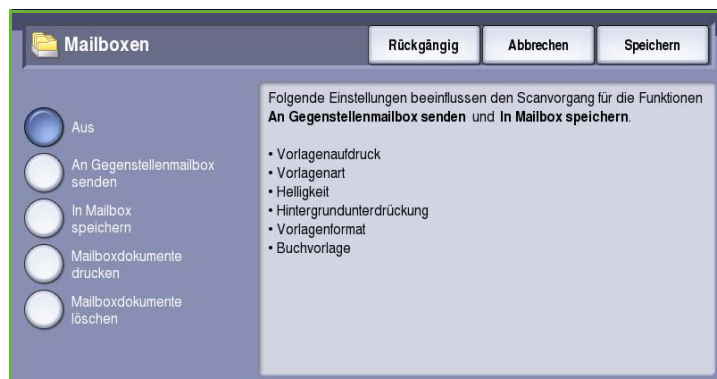 Mailboxen
Rückgängig
Abbrechen
Speichern
Aus
An Gegenstellenmailbox
senden
In Mailbox
speichern
Mailboxdokumente
drucken
Mailboxdokumente
löschen
Folgende Einstellungen beeinflussen den Scanvorgang für die Funktionen
An Gegenstellenmailbox senden und In Mailbox speichern.
• Vorlagenaufdruck
• Vorlagenart
• Helligkeit
• Hintergrundunterdrückung
• Vorlagenformat
• Buchvorlage